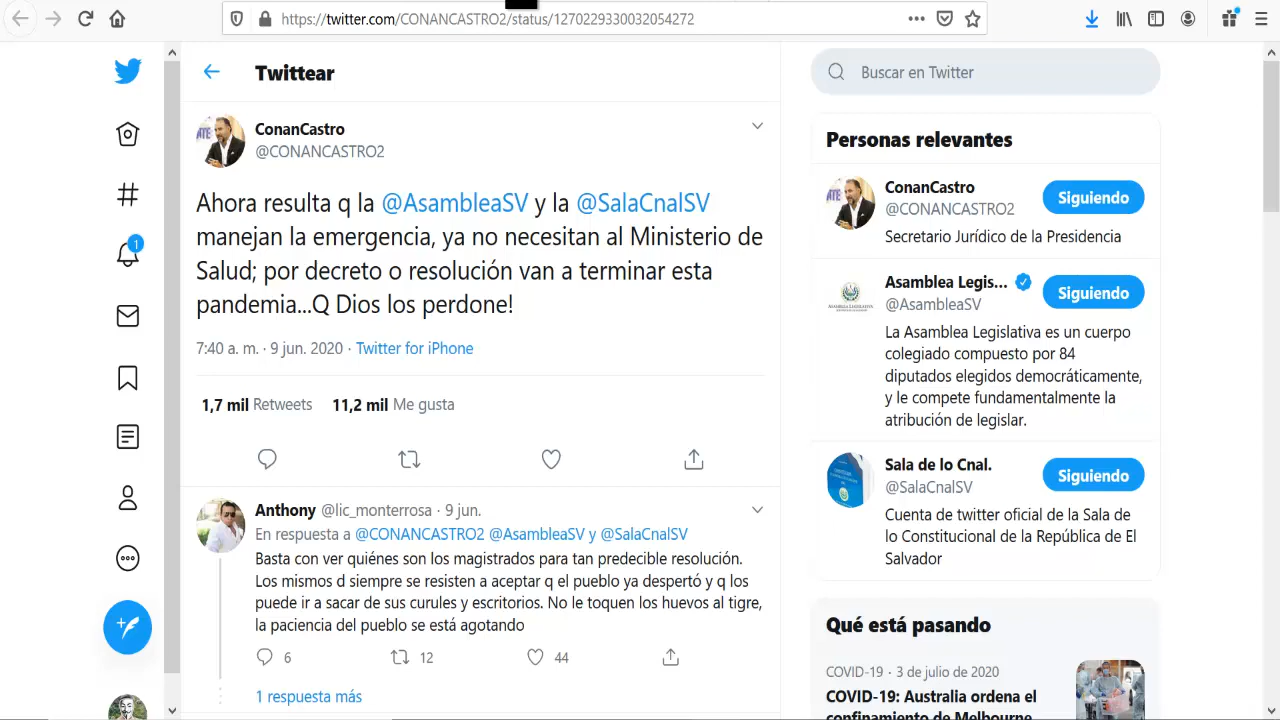 https://twitter.com/CONANCASTRO2/status/1270229330032054272
Twittear
ConanCastro
@CONANCASTRO2
Ahora resulta q la @AsambleaSV y la @SalaCnalSV
manejan la emergencia, ya no necesitan al Ministerio de
Salud; por decreto o resolución van a terminar esta
pandemia...Q Dios los perdone!
7:40 a. m. · 9 jun. 2020 · Twitter for iPhone
1,7 mil Retweets 11,2 mil Me gusta
Anthony @lic_monterrosa · 9 jun.
En respuesta a @CONANCASTRO2 @AsambleaSV y @SalaCnalSV
Basta con ver quiénes son los magistrados para tan predecible resolución.
Los mismos d siempre se resisten a aceptar q el pueblo ya despertó y q los
puede ir a sacar de sus curules y escritorios. No le toquen los huevos al tigre,
la paciencia del pueblo se está agotando
6 12 44
1 respuesta más
1
Buscar en Twitter
Personas relevantes
ConanCastro
@CONANCASTRO2
Siguiendo
Secretario Jurídico de la Presidencia
Asamblea Legis...
@AsambleaSV
Siguiendo
La Asamblea Legislativa es un cuerpo
colegiado compuesto por 84
diputados elegidos democráticamente,
y le compete fundamentalmente la
atribución de legislar.
Sala de lo Cnal.
@SalaCnalSV
Siguiendo
Cuenta de twitter oficial de la Sala de
lo Constitucional de la República de El
Salvador
Qué está pasando
COVID-19 · 3 de julio de 2020
COVID-19: Australia ordena el
confinamiento de Melbourne